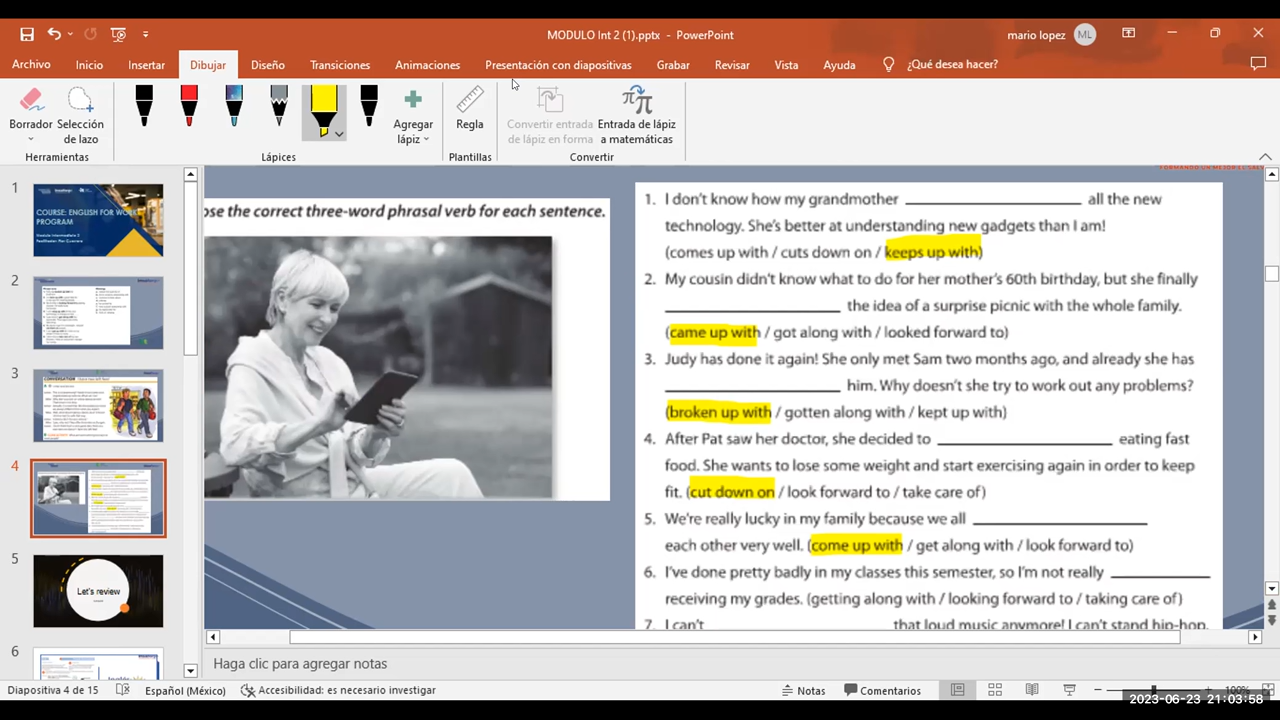 MODULO Int 2 (1).pptx - PowerPoint
mario lopez ML
Archivo Inicio Insertar Dibujar Diseño Transiciones Animaciones Presentación con diapositivas Grabar Revisar Vista Ayuda ¿Qué desea hacer?
Borrador
Selección de lazo
Agregar lápiz
Regla
Convertir entrada de lápiz en forma
Entrada de lápiz a matemáticas
Herramientas Lápices Plantillas Convertir
1
COURSE: ENGLISH FOR WORK
PROGRAM
2
3
4
5
Let's review
6
ose the correct three-word phrasal verb for each sentence.
1. I don't know how my grandmother ____________________ all the new
technology. She's better at understanding new gadgets than I am!
(comes up with / cuts down on / keeps up with)
2. My cousin didn't know what to do for her mother's 60th birthday, but she finally
____________________ the idea of a surprise picnic with the whole family.
(came up with / got along with / looked forward to)
3. Judy has done it again! She only met Sam two months ago, and already she has
____________________ him. Why doesn't she try to work out any problems?
(broken up with / gotten along with / kept up with)
4. After Pat saw her doctor, she decided to ____________________ eating fast
food. She wants to lose some weight and start exercising again in order to keep
fit. (cut down on / look forward to / take care of)
5. We're really lucky in my family because we all ____________________
each other very well. (come up with / get along with / look forward to)
6. I've done pretty badly in my classes this semester, so I'm not really ___________
receiving my grades. (getting along with / looking forward to / taking care of)
7. I can't ____________________ that loud music anymore! I can't stand hip-hop,
Haga clic para agregar notas
Diapositiva 4 de 15 Español (México) Accesibilidad: es necesario investigar Notas Comentarios 100%
2023-06-23 21:03:58